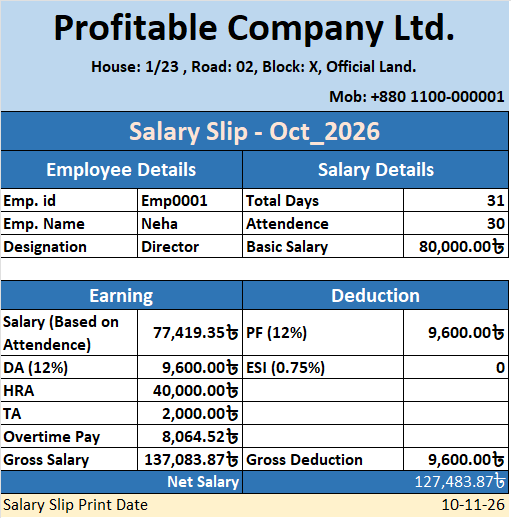 Profitable Company Ltd.
House: 1/23 , Road: 02, Block: X, Official Land.
Mob: +880 1100-000001
Salary Slip - Oct_2026
Employee Details Salary Details
Emp. id Emp0001 Total Days 31
Emp. Name Neha Attendence 30
Designation Director Basic Salary 80,000.00৳
Earning Deduction
Salary (Based on
Attendence) 77,419.35৳ PF (12%) 9,600.00৳
DA (12%) 9,600.00৳ ESI (0.75%) 0
HRA 40,000.00৳
TA 2,000.00৳
Overtime Pay 8,064.52৳
Gross Salary 137,083.87৳ Gross Deduction 9,600.00৳
Net Salary 127,483.87৳
Salary Slip Print Date 10-11-26